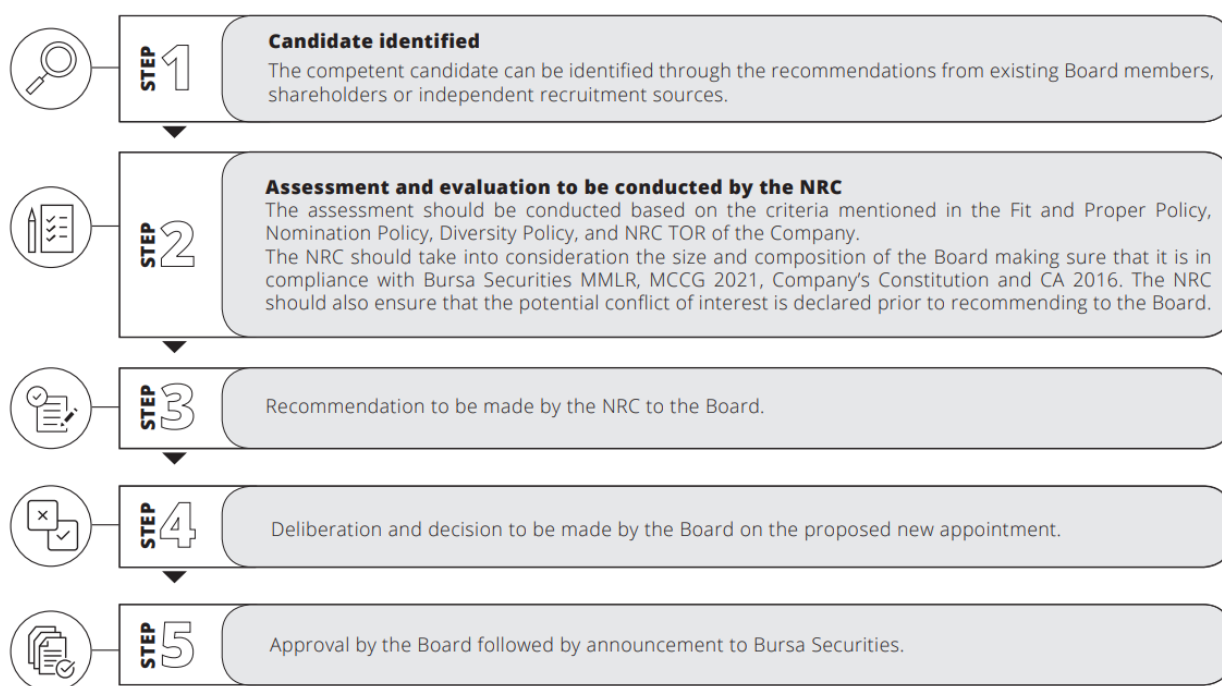 STEP 1
Candidate identified
The competent candidate can be identified through the recommendations from existing Board members,
shareholders or independent recruitment sources.
STEP 2
Assessment and evaluation to be conducted by the NRC
The assessment should be conducted based on the criteria mentioned in the Fit and Proper Policy,
Nomination Policy, Diversity Policy, and NRC TOR of the Company.
The NRC should take into consideration the size and composition of the Board making sure that it is in
compliance with Bursa Securities MMLR, MCCG 2021, Company's Constitution and CA 2016. The NRC
should also ensure that the potential conflict of interest is declared prior to recommending to the Board.
STEP 3
Recommendation to be made by the NRC to the Board.
STEP 4
Deliberation and decision to be made by the Board on the proposed new appointment.
STEP 5
Approval by the Board followed by announcement to Bursa Securities.